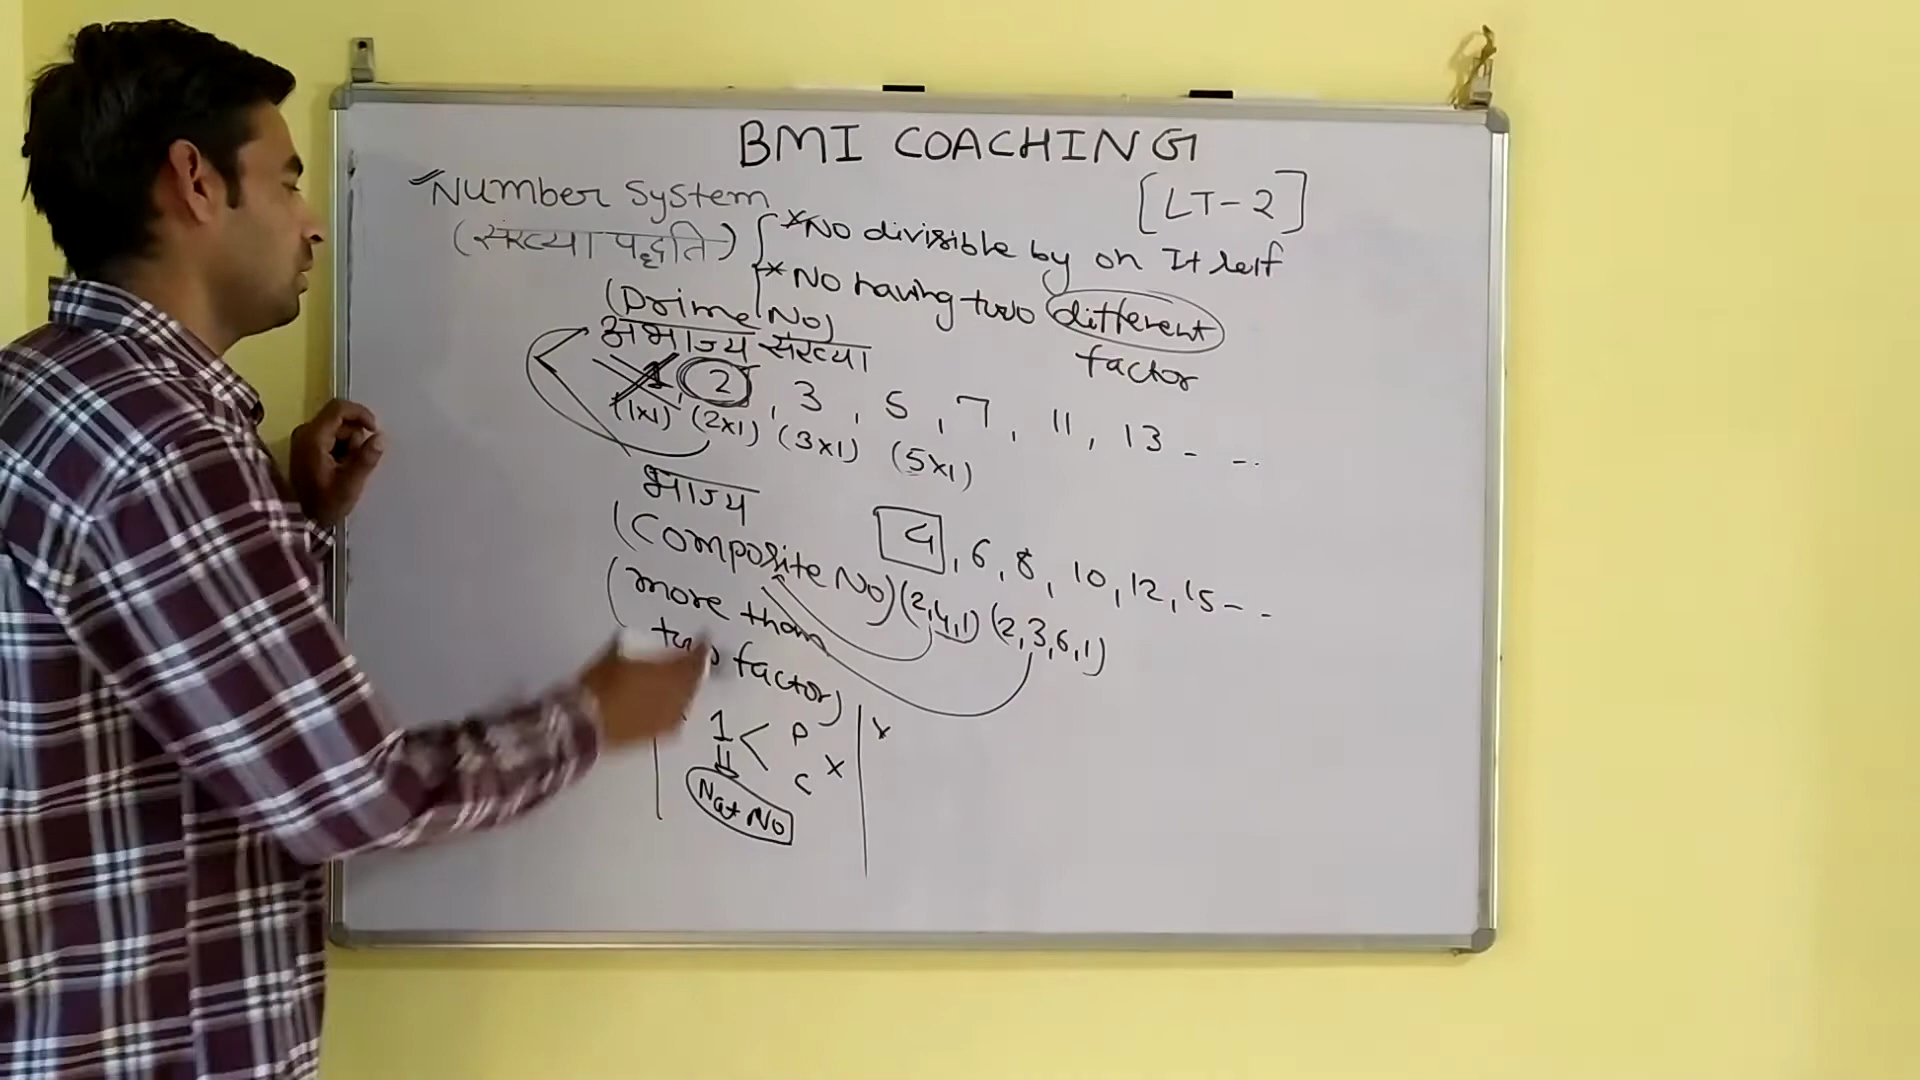 BMI COACHING
Number System
[LT-2]
(संख्या पद्धति)
*No divisible by on It self
*No having two different
factor
(Prime No)
अभाज्य संख्या
1, 2, 3, 5, 7, 11, 13 - -
(1x1) (2x1) (3x1) (5x1)
भाज्य
(Composite No) 4, 6, 8, 10, 12, 15 - -
(2,4,1) (2,3,6,1)
(more than
two factor)
1 < P
C x
x
Nat No